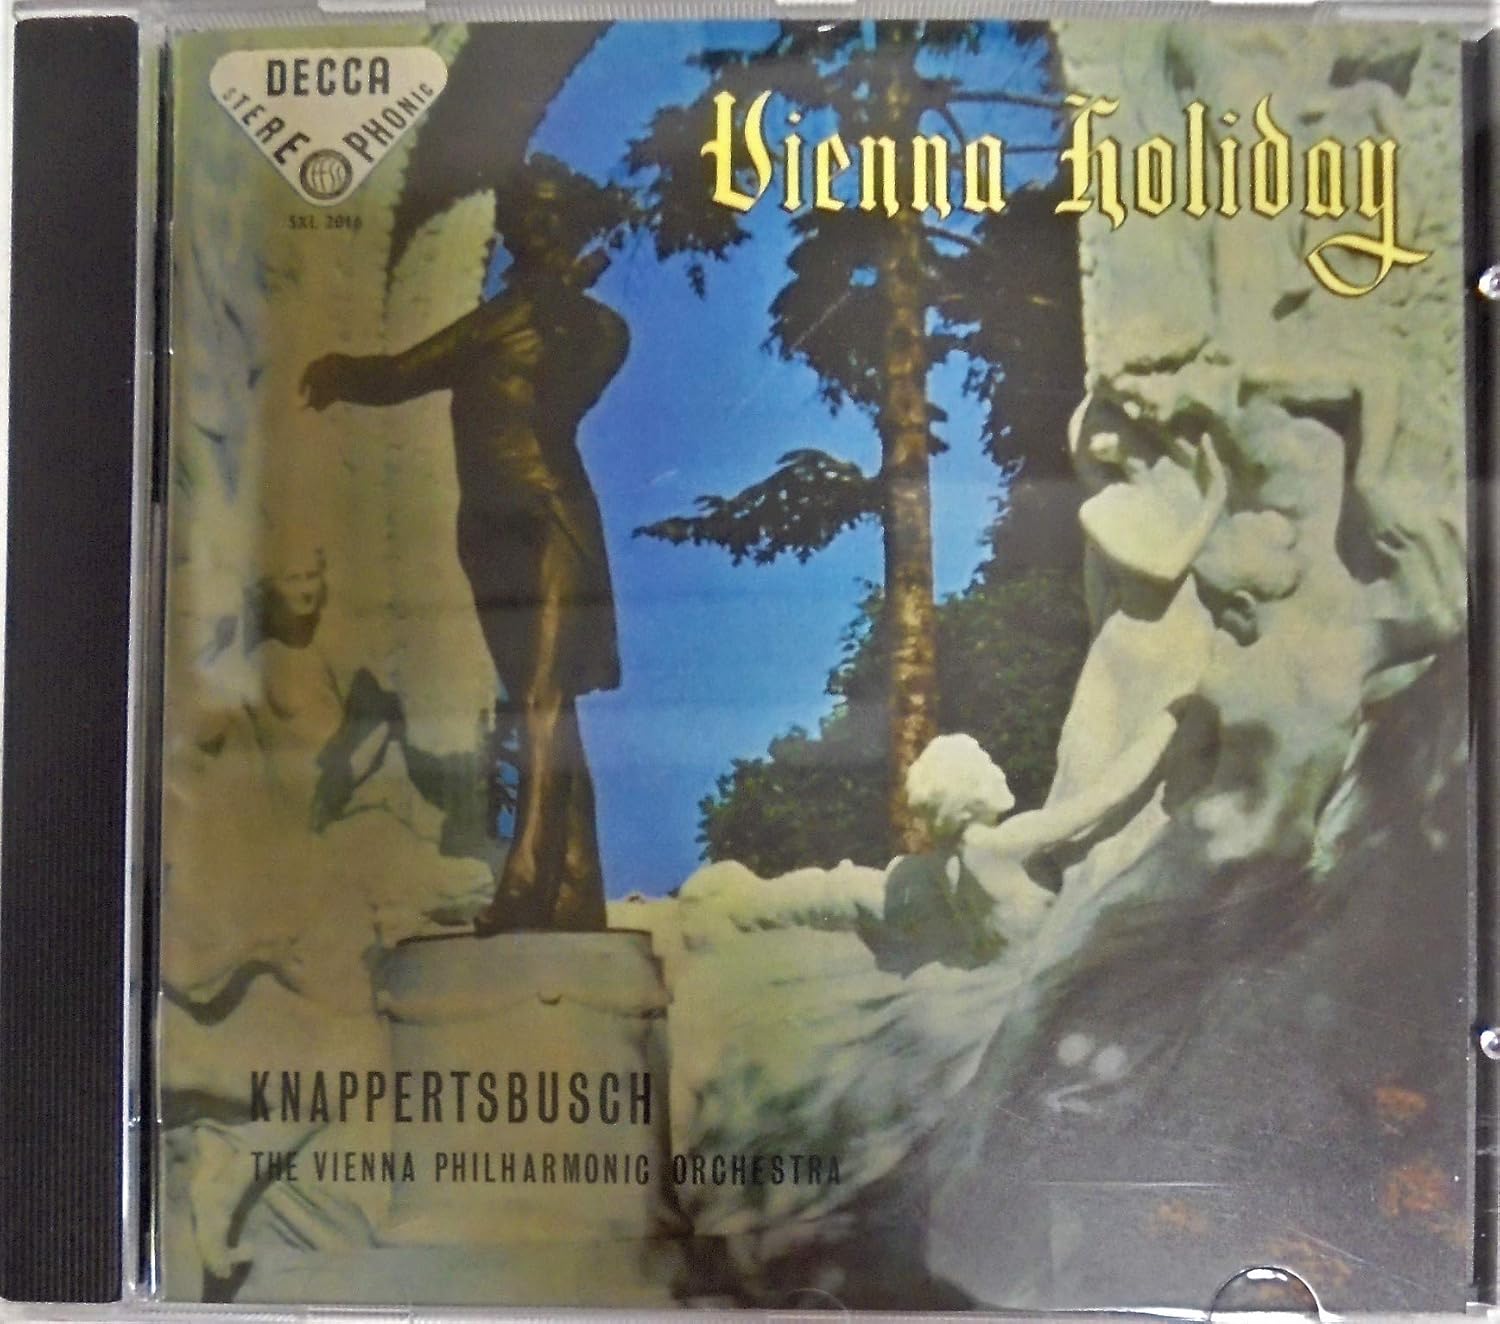 DECCA
STEREOPHONIC
FFSS
SXL 2016
Vienna Holiday
KNAPPERTSBUSCH
THE VIENNA PHILHARMONIC ORCHESTRA